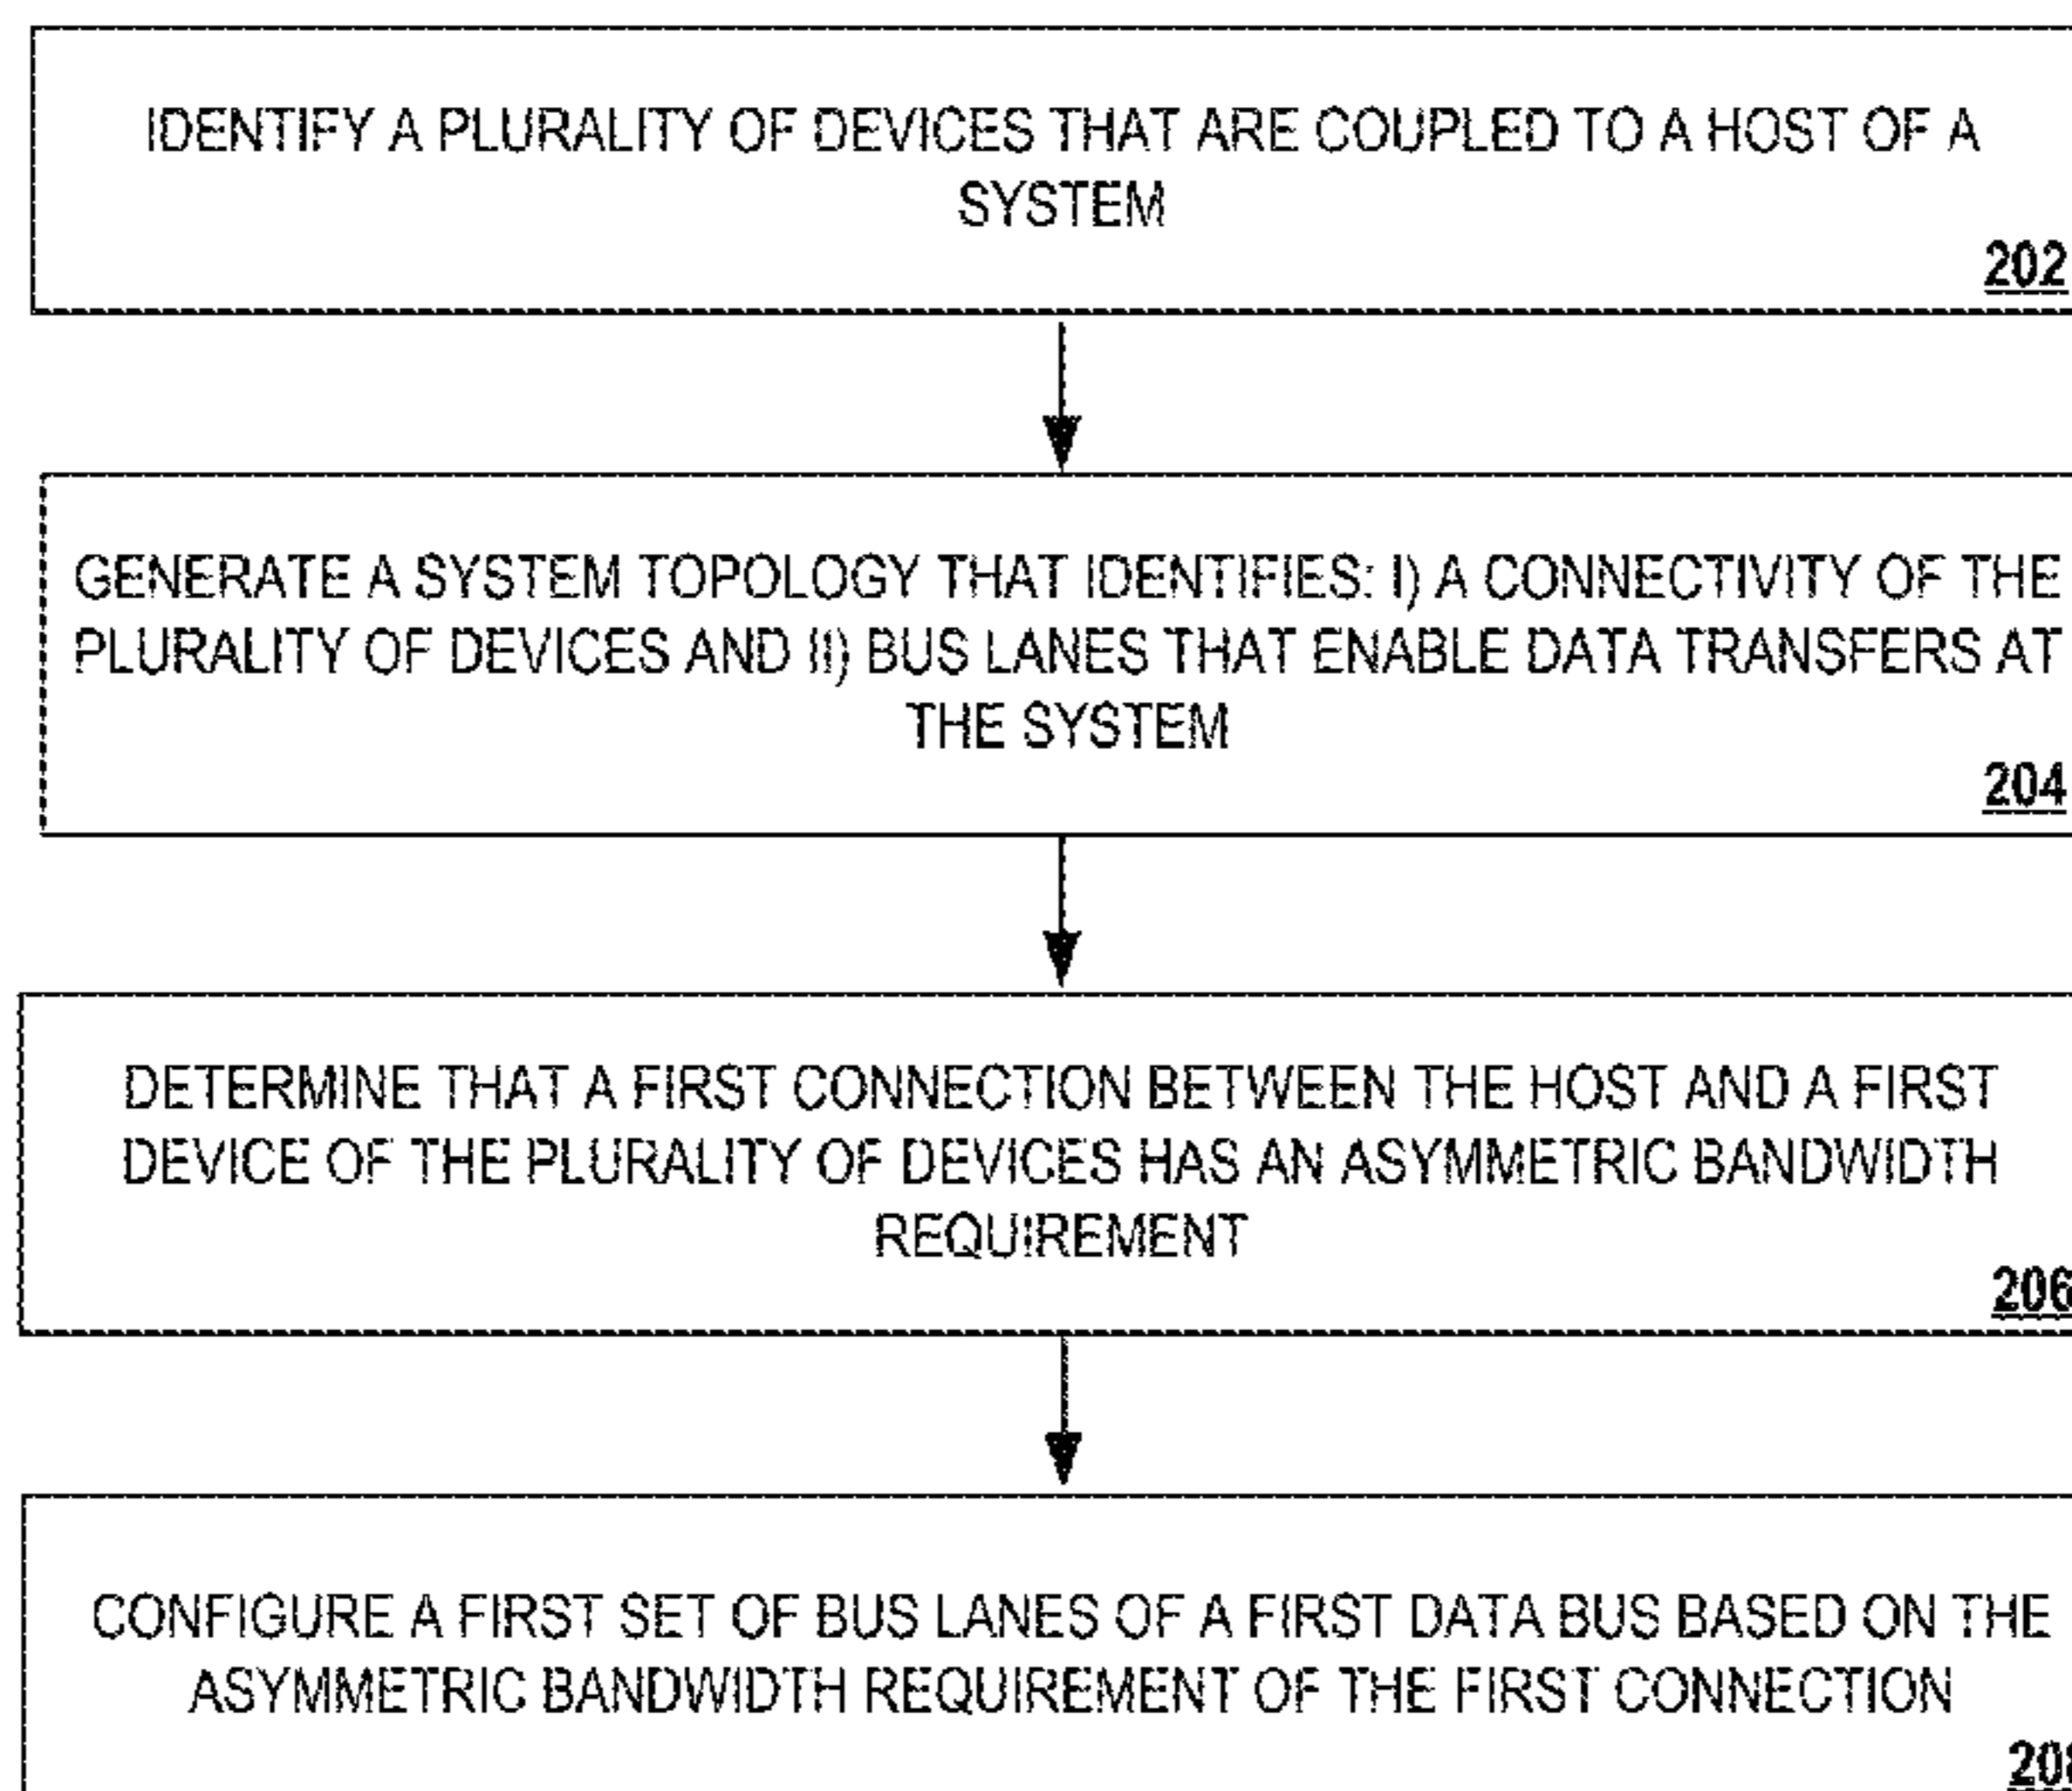 IDENTIFY A PLURALITY OF DEVICES THAT ARE COUPLED TO A HOST OF A
SYSTEM
202
GENERATE A SYSTEM TOPOLOGY THAT IDENTIFIES: I) A CONNECTIVITY OF THE
PLURALITY OF DEVICES AND II) BUS LANES THAT ENABLE DATA TRANSFERS AT
THE SYSTEM
204
DETERMINE THAT A FIRST CONNECTION BETWEEN THE HOST AND A FIRST
DEVICE OF THE PLURALITY OF DEVICES HAS AN ASYMMETRIC BANDWIDTH
REQUIREMENT
206
CONFIGURE A FIRST SET OF BUS LANES OF A FIRST DATA BUS BASED ON THE
ASYMMETRIC BANDWIDTH REQUIREMENT OF THE FIRST CONNECTION